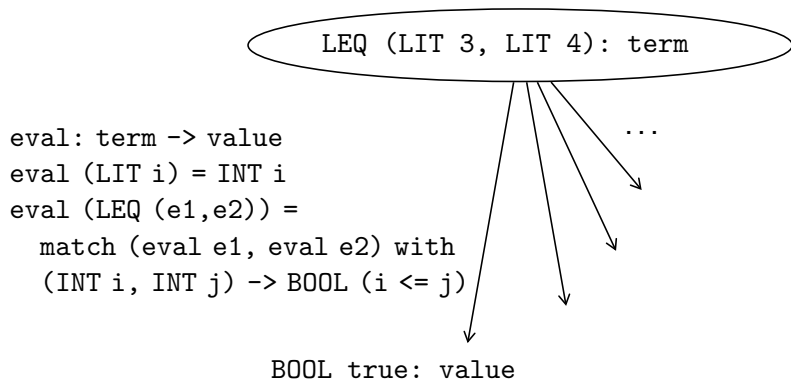 LEQ (LIT 3, LIT 4): term
...
eval: term -> value
eval (LIT i) = INT i
eval (LEQ (e1,e2)) =
match (eval e1, eval e2) with
(INT i, INT j) -> BOOL (i <= j)
BOOL true: value